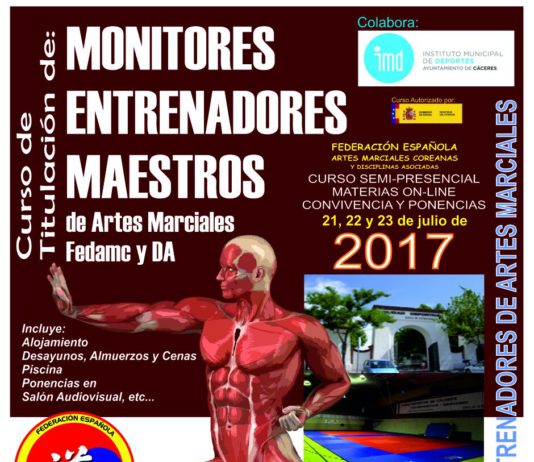 Curso de
Titulación de:
MONITORES
ENTRENADORES
MAESTROS
de Artes Marciales
Fedamc y DA
Colabora:
imd
INSTITUTO MUNICIPAL
DE DEPORTES
AYUNTAMIENTO DE CÁCERES
Curso Autorizado por:
FEDERACIÓN ESPAÑOLA
ARTES MARCIALES COREANAS
Y DISCIPLINAS ASOCIADAS
CURSO SEMI-PRESENCIAL
MATERIAS ON-LINE
CONVIVENCIA Y PONENCIAS
21, 22 y 23 de julio de
2017
Incluye:
Alojamiento
Desayunos, Almuerzos y Cenas
Piscina
Ponencias en
Salón Audiovisual, etc...
FEDERACIÓN ESPAÑOLA
TRENADORES DE ARTES MARCIALES